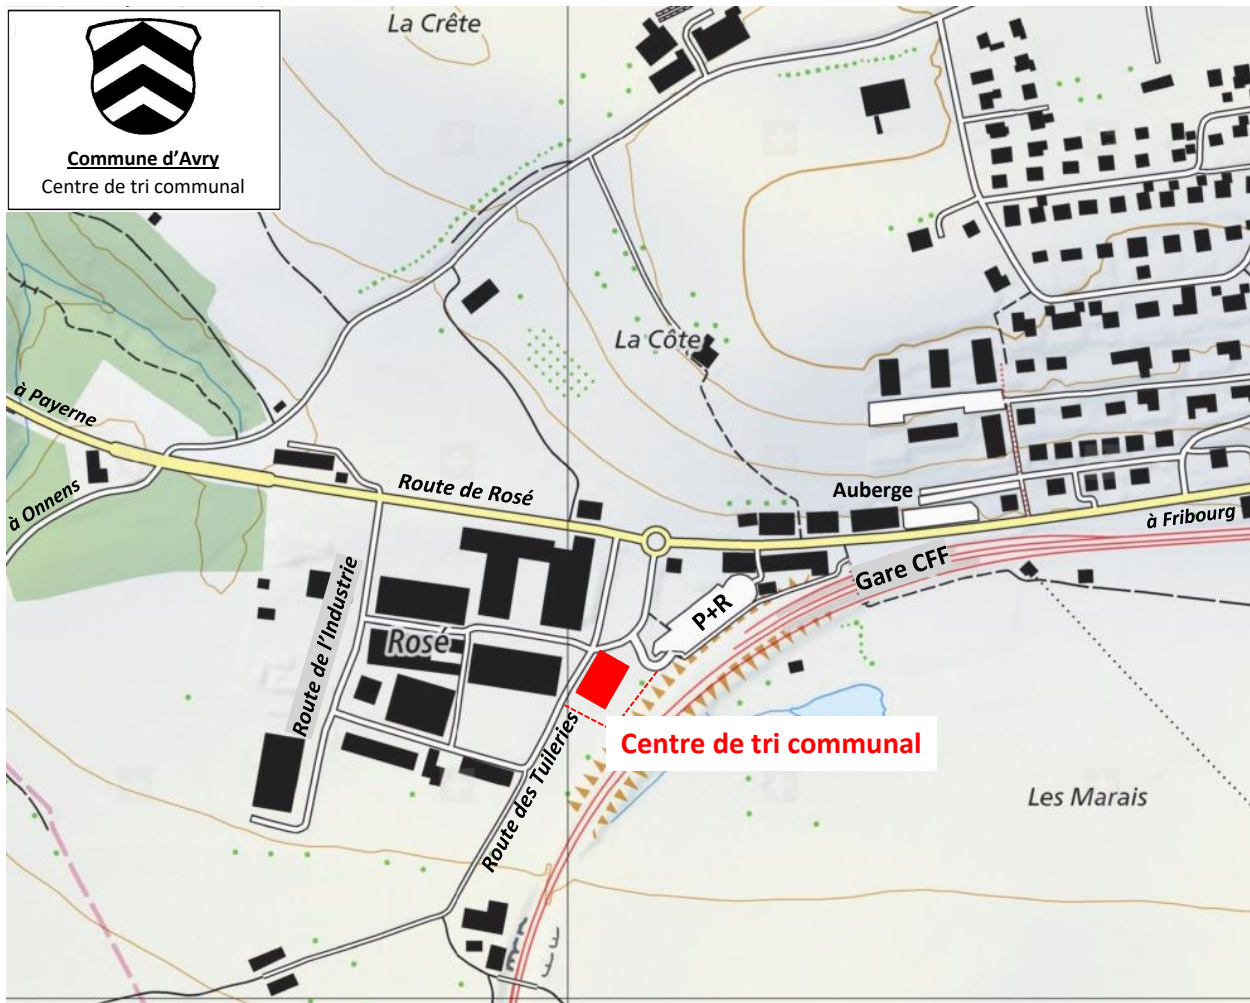 La Crête
Commune d'Avry
Centre de tri communal
La Côte
à Payerne
Route de Rosé
Auberge
à Onnens
à Fribourg
Gare CFF
Route de l'Industrie
P+R
Rosé
Centre de tri communal
Route des Tuileries
Les Marais